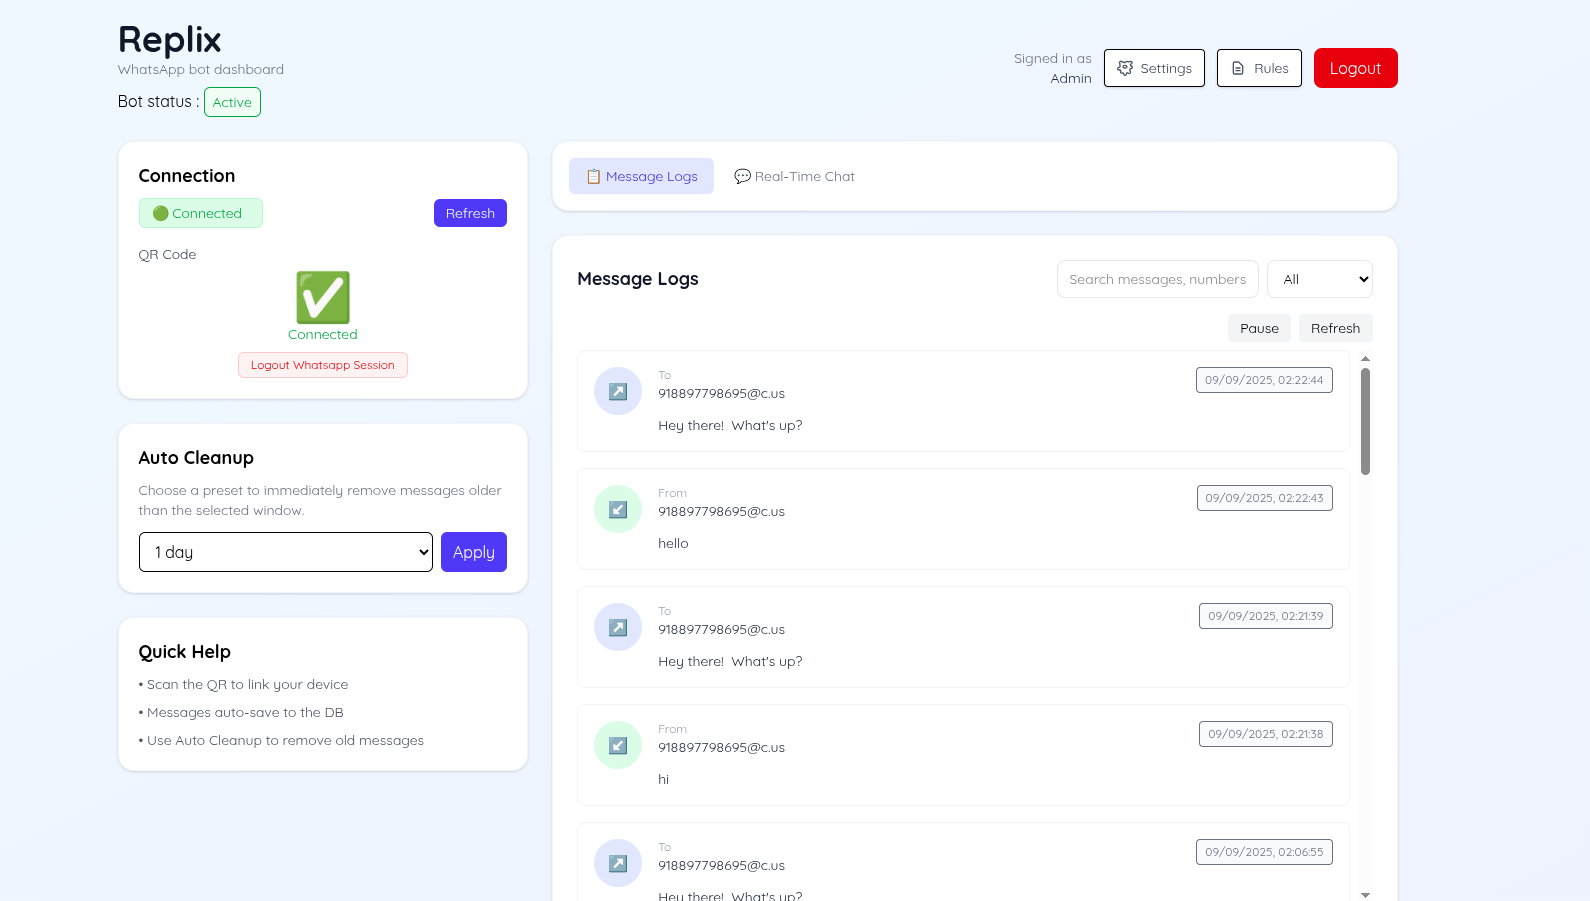 Replix
WhatsApp bot dashboard
Bot status : Active
Signed in as
Admin
Settings
Rules
Logout
Connection
Connected
Refresh
QR Code
Connected
Logout Whatsapp Session
Auto Cleanup
Choose a preset to immediately remove messages older
than the selected window.
1 day
Apply
Quick Help
• Scan the QR to link your device
• Messages auto-save to the DB
• Use Auto Cleanup to remove old messages
Message Logs
Real-Time Chat
Message Logs
Search messages, numbers
All
Pause
Refresh
To
918897798695@c.us
09/09/2025, 02:22:44
Hey there!  What's up?
From
918897798695@c.us
09/09/2025, 02:22:43
hello
To
918897798695@c.us
09/09/2025, 02:21:39
Hey there!  What's up?
From
918897798695@c.us
09/09/2025, 02:21:38
hi
To
918897798695@c.us
09/09/2025, 02:06:55
Hey there!  What's up?